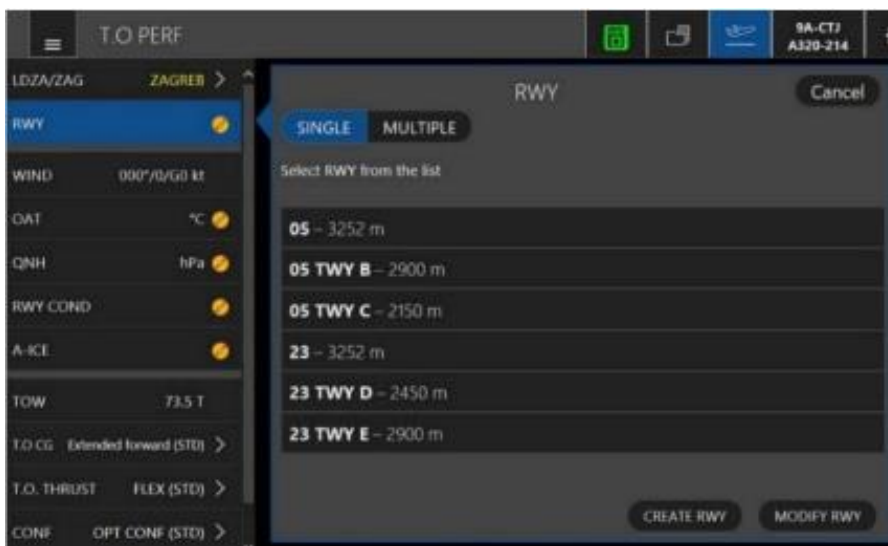 T.O PERF
9A-CTJ
A320-214
LDZA/ZAG ZAGREB >
RWY
WIND 000°/0/G0 kt
OAT °C
QNH hPa
RWY COND
A-ICE
TOW 73.5 T
T.O CG Extended forward (STD) >
T.O. THRUST FLEX (STD) >
CONF OPT CONF (STD) >
RWY
Cancel
SINGLE MULTIPLE
Select RWY from the list
05 – 3252 m
05 TWY B – 2900 m
05 TWY C – 2150 m
23 – 3252 m
23 TWY D – 2450 m
23 TWY E – 2900 m
CREATE RWY MODIFY RWY